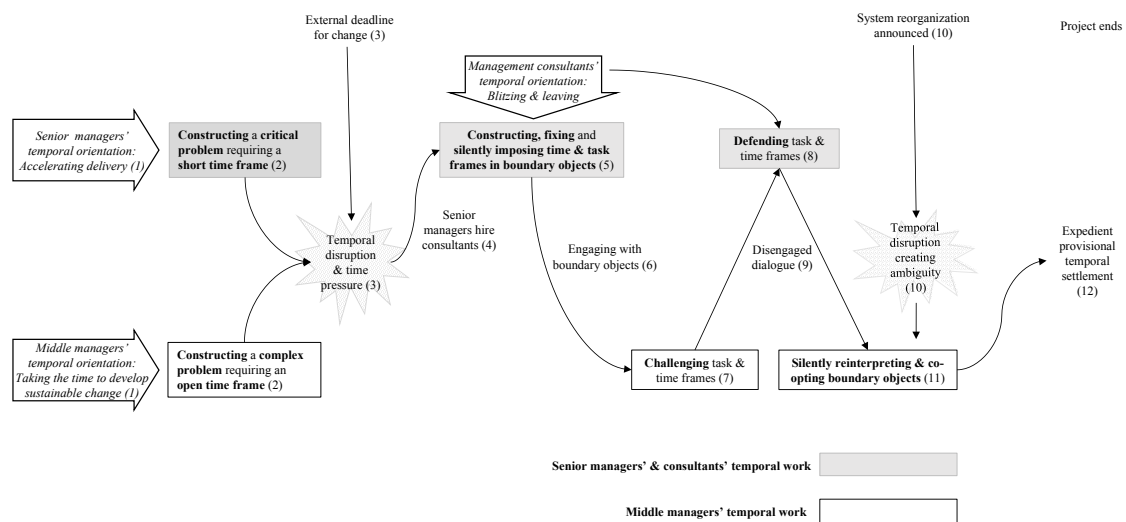 External deadline
for change (3)
System reorganization
announced (10)
Project ends
Management consultants’
temporal orientation:
Blitzing & leaving
Senior managers’
temporal orientation:
Accelerating delivery (1)
Constructing a critical
problem requiring a
short time frame (2)
Constructing, fixing and
silently imposing time & task
frames in boundary objects (5)
Defending task &
time frames (8)
Temporal
disruption
& time
pressure (3)
Senior
managers hire
consultants (4)
Engaging with
boundary objects (6)
Disengaged
dialogue (9)
Temporal
disruption
creating
ambiguity
(10)
Expedient
provisional
temporal
settlement
(12)
Middle managers’
temporal orientation:
Taking the time to develop
sustainable change (1)
Constructing a complex
problem requiring an
open time frame (2)
Challenging task &
time frames (7)
Silently reinterpreting & co-
opting boundary objects (11)
Senior managers’ & consultants’ temporal work
Middle managers’ temporal work